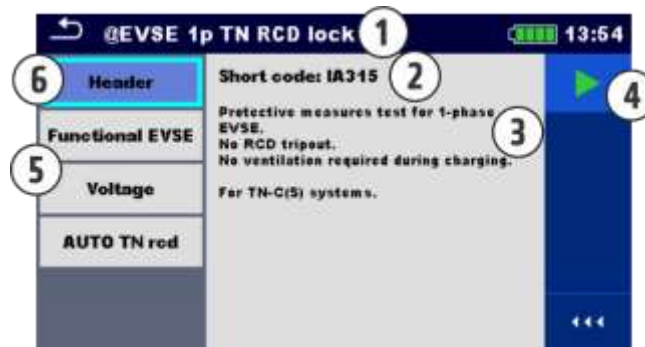 @EVSE 1p TN RCD lock
1
13:54
6
Header
Short code: IA315
2
4
Functional EVSE
Protective measures test for 1-phase
EVSE.
3
No RCD tripout.
No ventilation required during charging.
5
Voltage
For TN-C(S) systems.
AUTO TN rcd